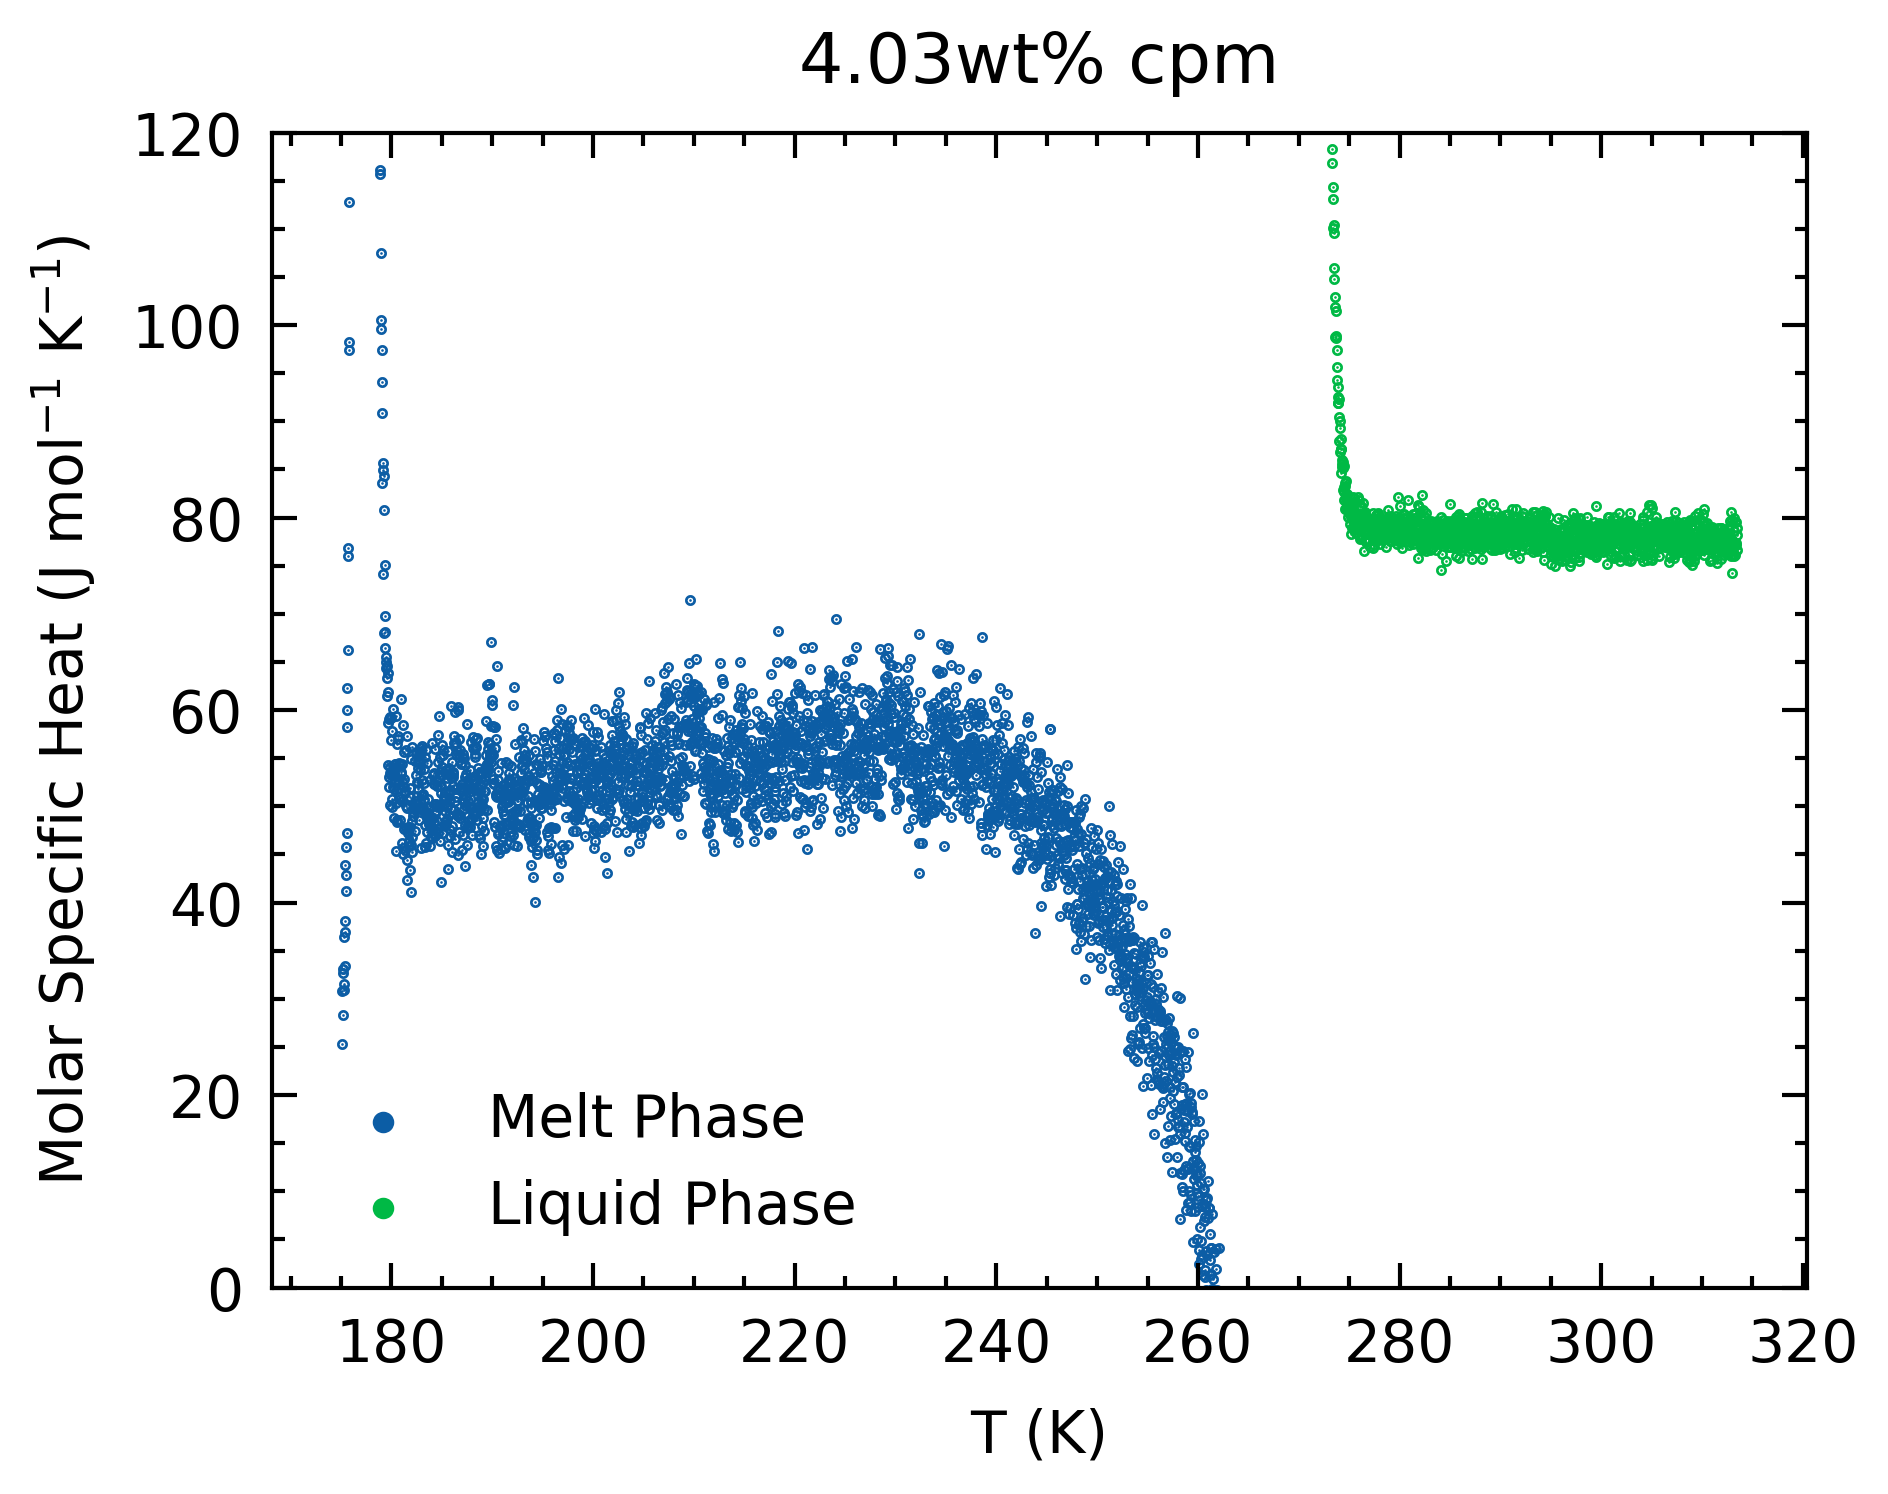 4.03wt% cpm
Molar Specific Heat (J mol⁻¹ K⁻¹)
120
100
80
60
40
20
0
Melt Phase
Liquid Phase
180 200 220 240 260 280 300 320
T (K)